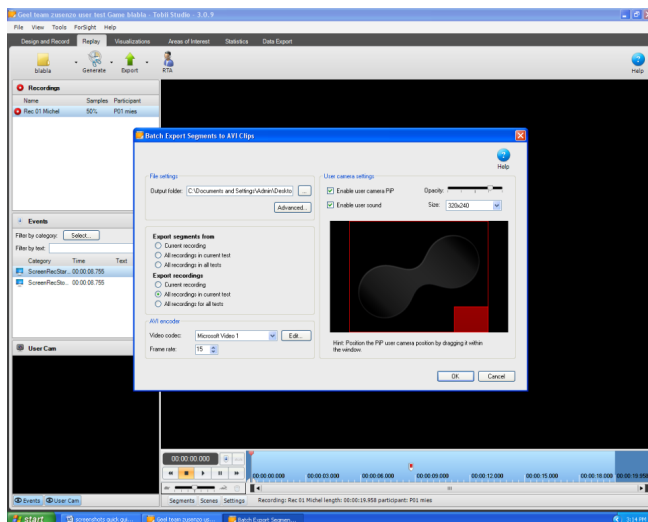 Geel team zusenzo user test Game blabla - Tobii Studio - 3.0.9
File View Tools ForSight Help
Design and Record Replay Visualizations Areas of Interest Statistics Data Export
blabla Generate Export RTA Help
Recordings
Name Samples Participant
Rec 01 Michel 50% P01 mies
Batch Export Segments to AVI Clips
Help
File settings
Output folder: C:\Documents and Settings\Admin\Deskto ...
Advanced...
User camera settings
Enable user camera PiP Opacity:
Enable user sound Size: 320x240
Events
Filter by category: Select...
Filter by text:
Category Time Text
ScreenRecStar... 00:00:08.755
ScreenRecSto... 00:00:08.755
Export segments from
Current recording
All recordings in current test
All recordings in all tests
Export recordings
Current recording
All recordings in current test
All recordings for all tests
AVI encoder
Video codec: Microsoft Video 1 Edit...
Frame rate: 15
Hint: Position the PiP user camera position by dragging it within
the window.
OK Cancel
User Cam
00:00:00.000
00:00:00.000 00:00:03.000 00:00:06.000 00:00:09.000 00:00:12.000 00:00:15.000 00:00:18.000 00:00:19.958
Events User Cam
Segments Scenes Settings Recording: Rec 01 Michel length: 00:00:19.958 participant: P01 mies
start screenshots quick gui... Geel team zusenzo us... Batch Export Segmen... 3:14 PM